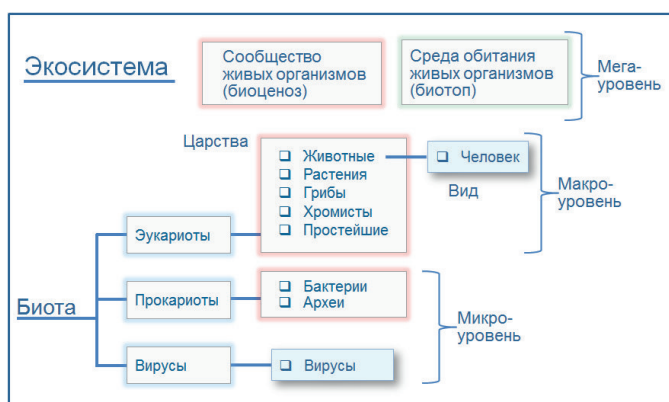 Экосистема
Сообщество
живых организмов
(биоценоз)
Среда обитания
живых организмов
(биотоп)
Мега-
уровень
Царства
Животные
Растения
Грибы
Хромисты
Простейшие
Человек
Вид
Макро-
уровень
Эукариоты
Биота
Прокариоты
Бактерии
Археи
Микро-
уровень
Вирусы
Вирусы